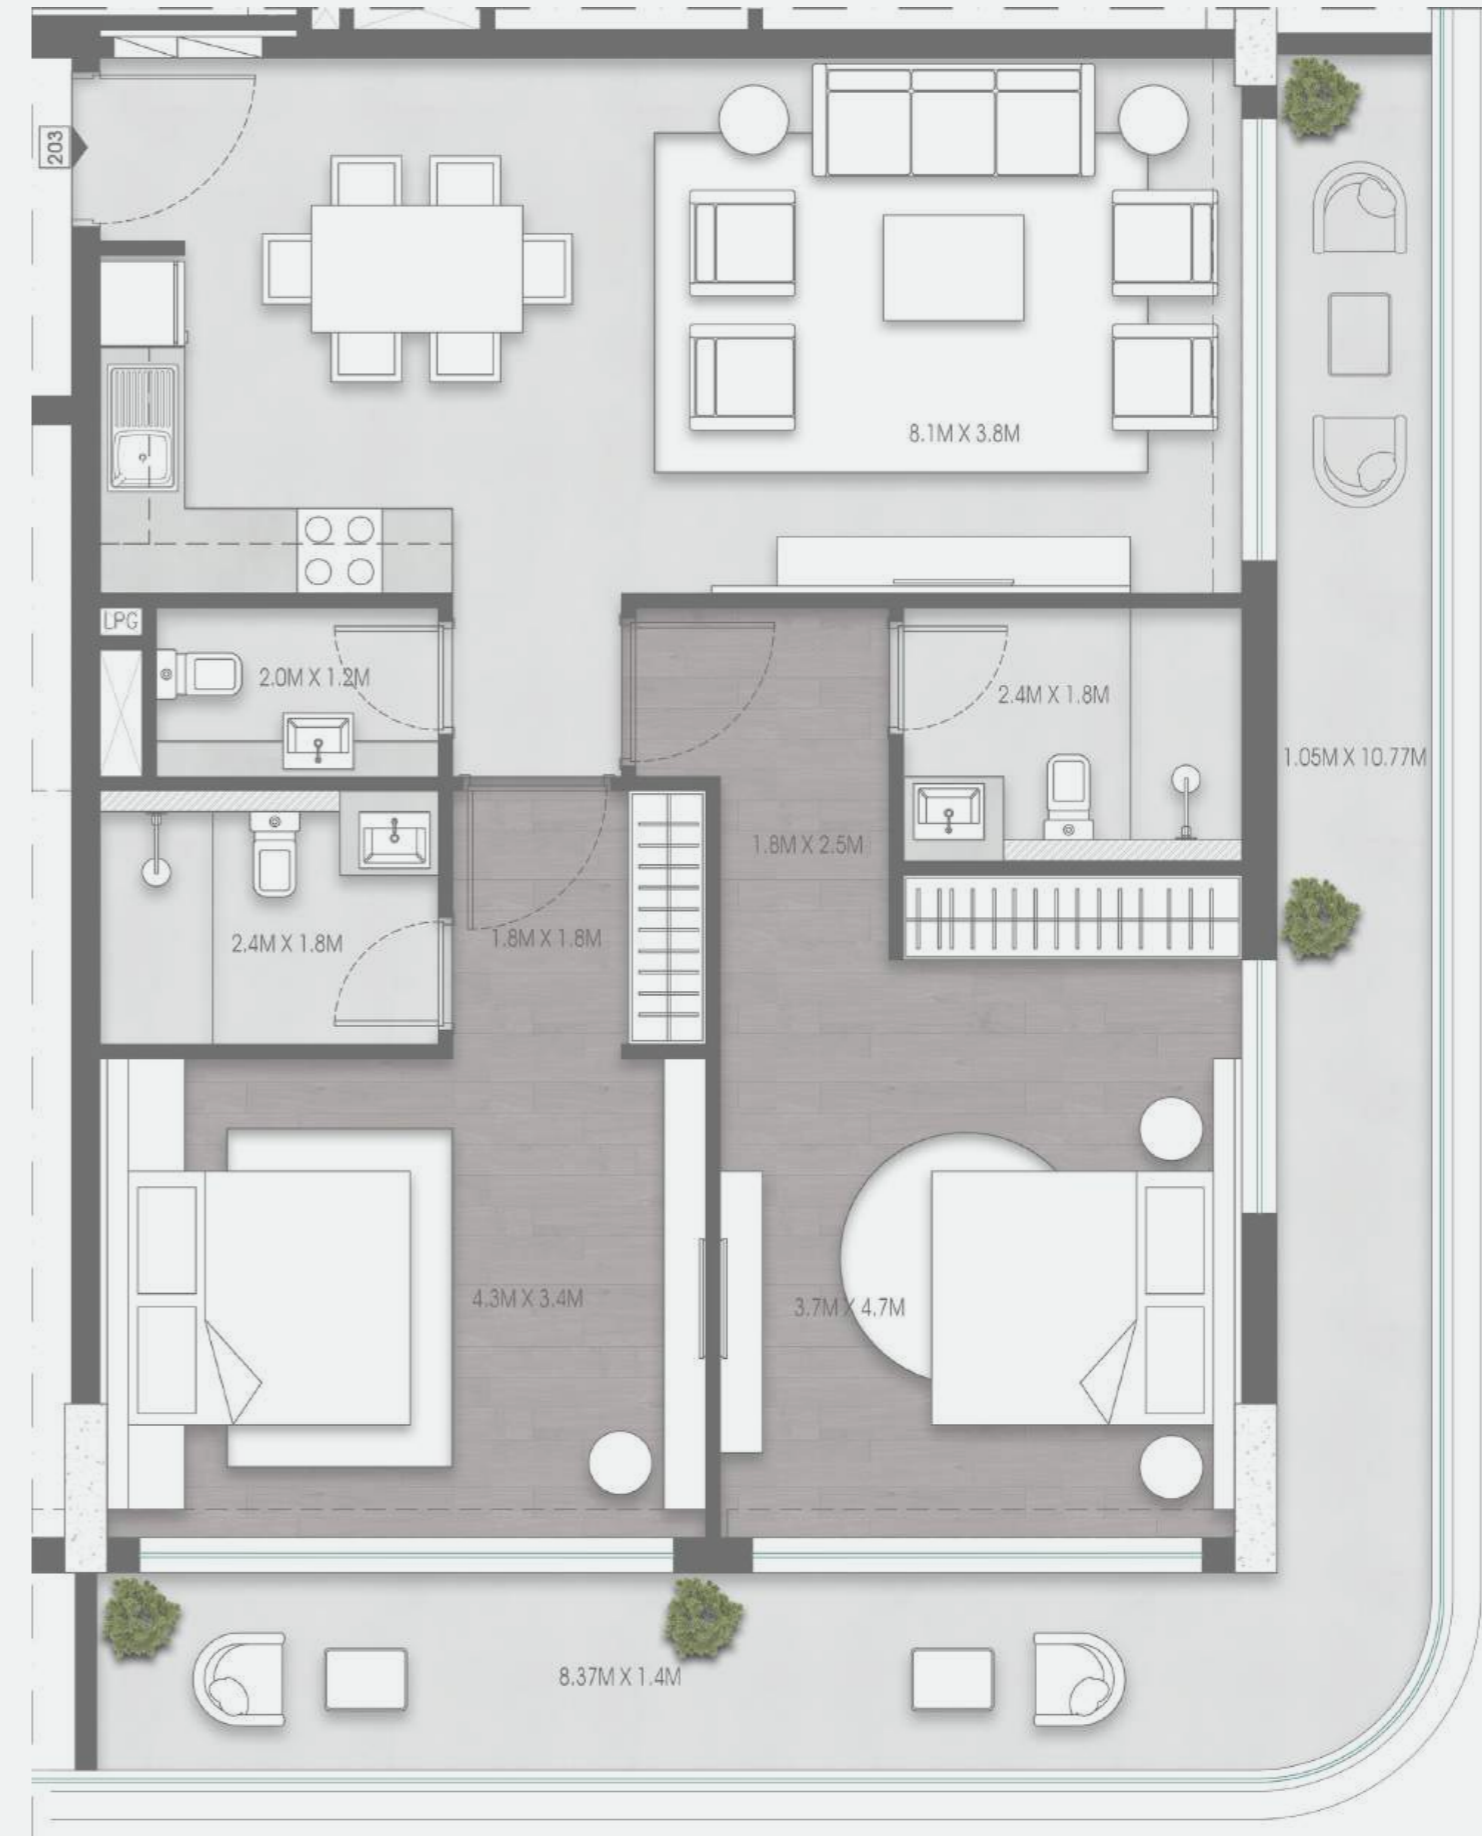 203
8.1M X 3.8M
LPG
2.0M X 1.2M
2.4M X 1.8M
1.05M X 10.77M
1.8M X 2.5M
2.4M X 1.8M
1.8M X 1.8M
4.3M X 3.4M
3.7M X 4.7M
8.37M X 1.4M